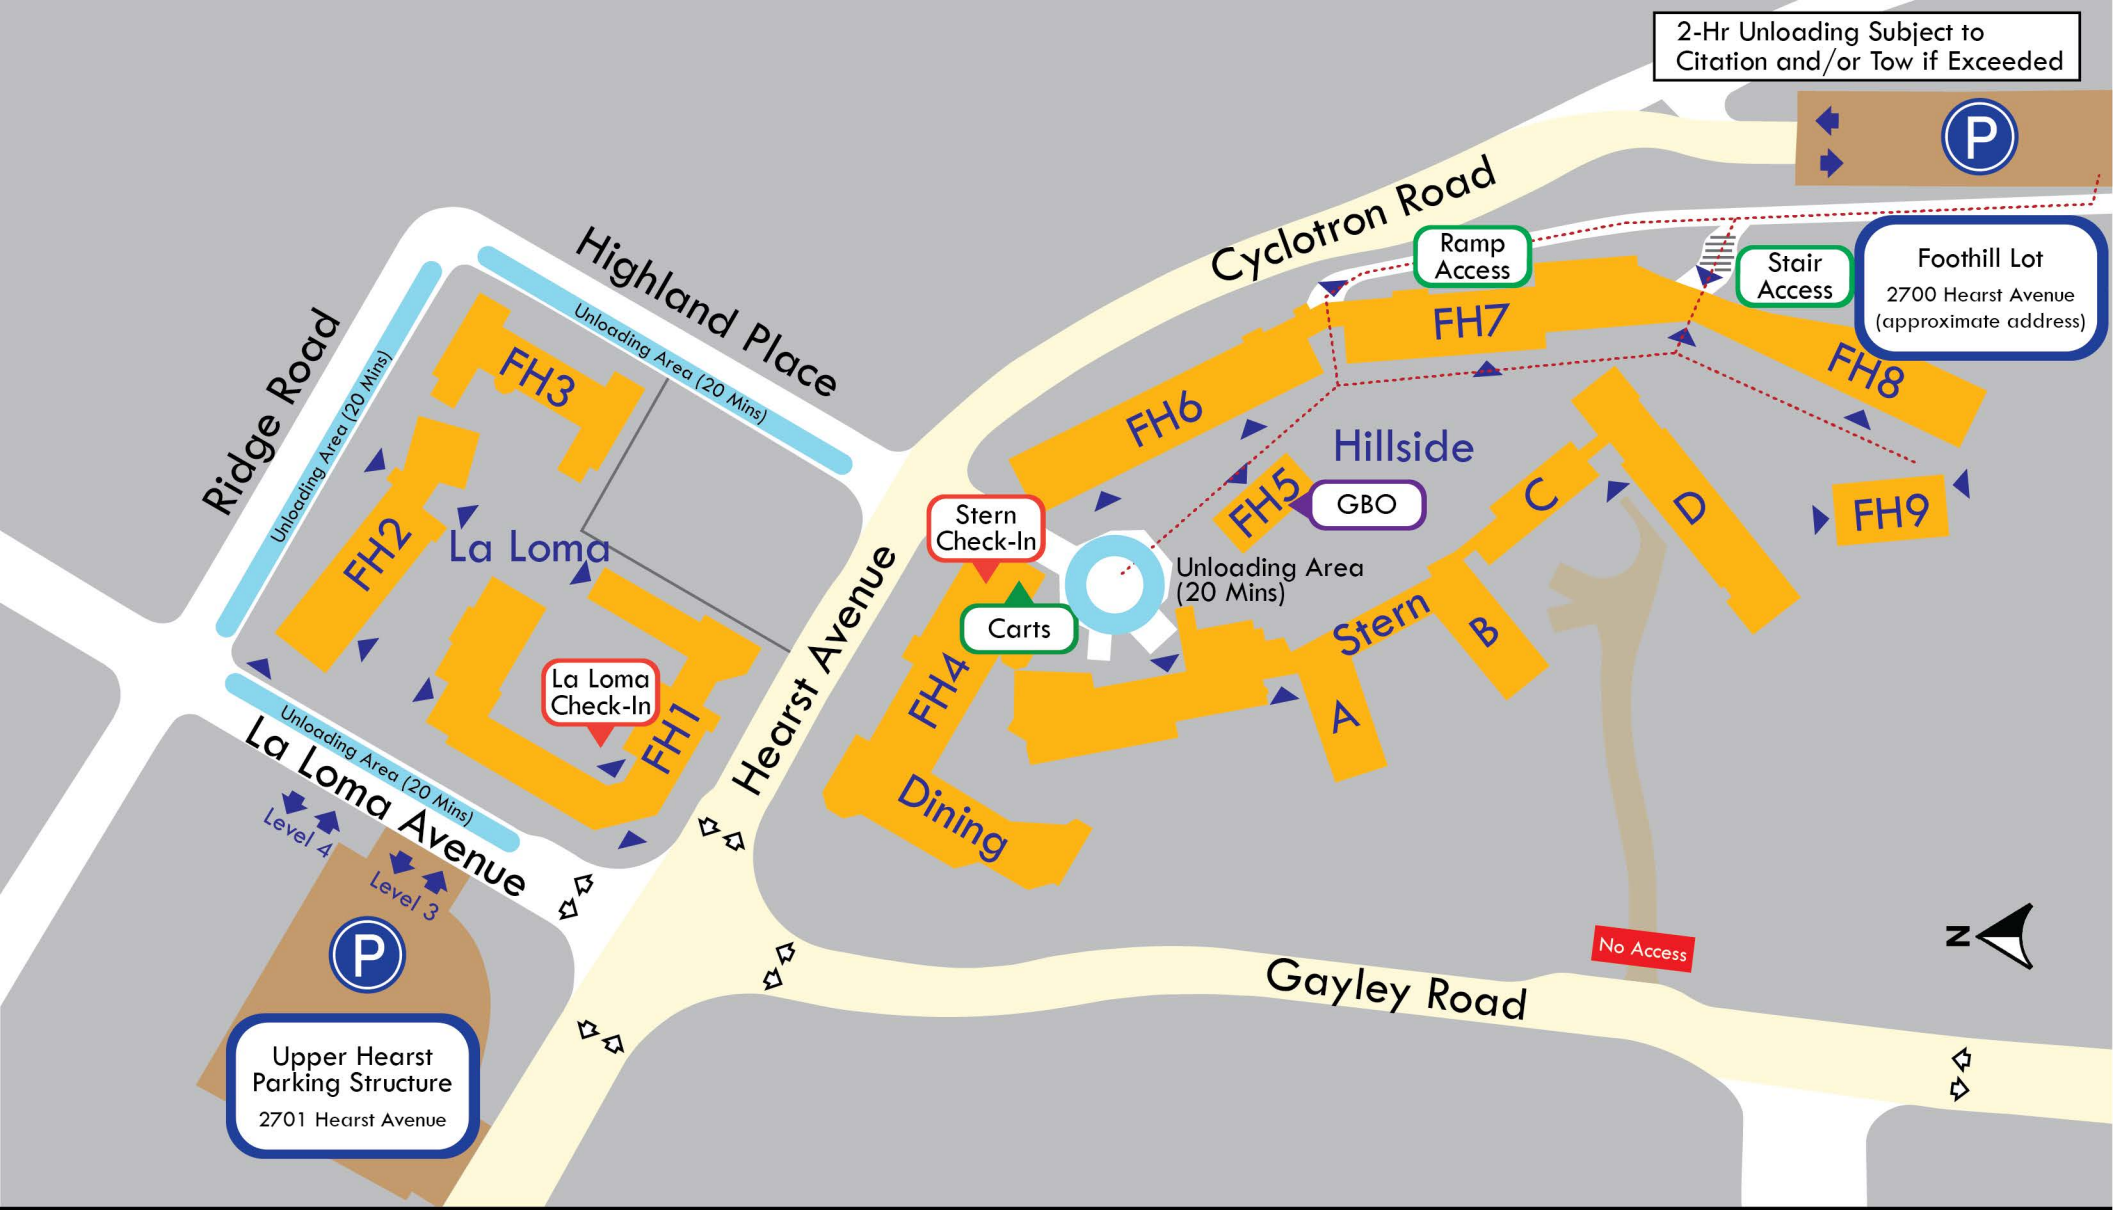 2-Hr Unloading Subject to
Citation and/or Tow if Exceeded
P
Cyclotron Road
Ramp
Access
Stair
Access
Foothill Lot
2700 Hearst Avenue
(approximate address)
Highland Place
Unloading Area (20 Mins)
Ridge Road
Unloading Area (20 Mins)
FH3
FH7
FH8
FH6
Hillside
FH5
GBO
C
D
FH9
FH2
La Loma
Stern
Check-In
Unloading Area
(20 Mins)
Carts
Hearst Avenue
Stern
B
A
La Loma
Check-In
FH1
FH4
Dining
Unloading Area (20 Mins)
La Loma Avenue
Level 4
Level 3
P
No Access
N
Gayley Road
Upper Hearst
Parking Structure
2701 Hearst Avenue